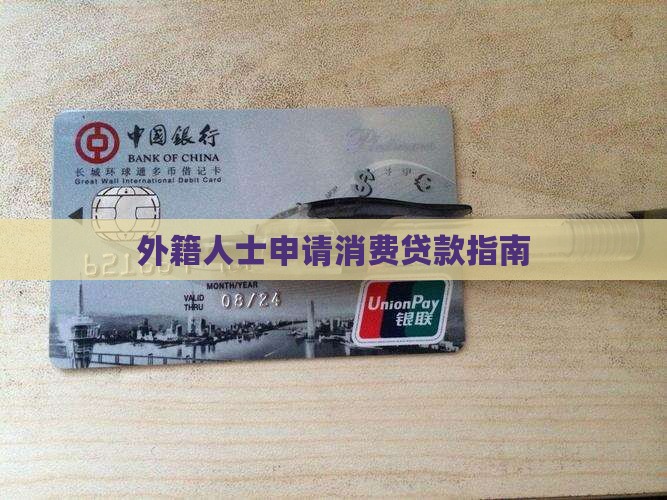 中国银行
BANK OF CHINA
长城环球通多币借记卡
Great Wall International Debit Card
Platinum
外籍人士申请消费贷款指南
MONTH/YEAR
VALID THRU 08/24
UnionPay
银联